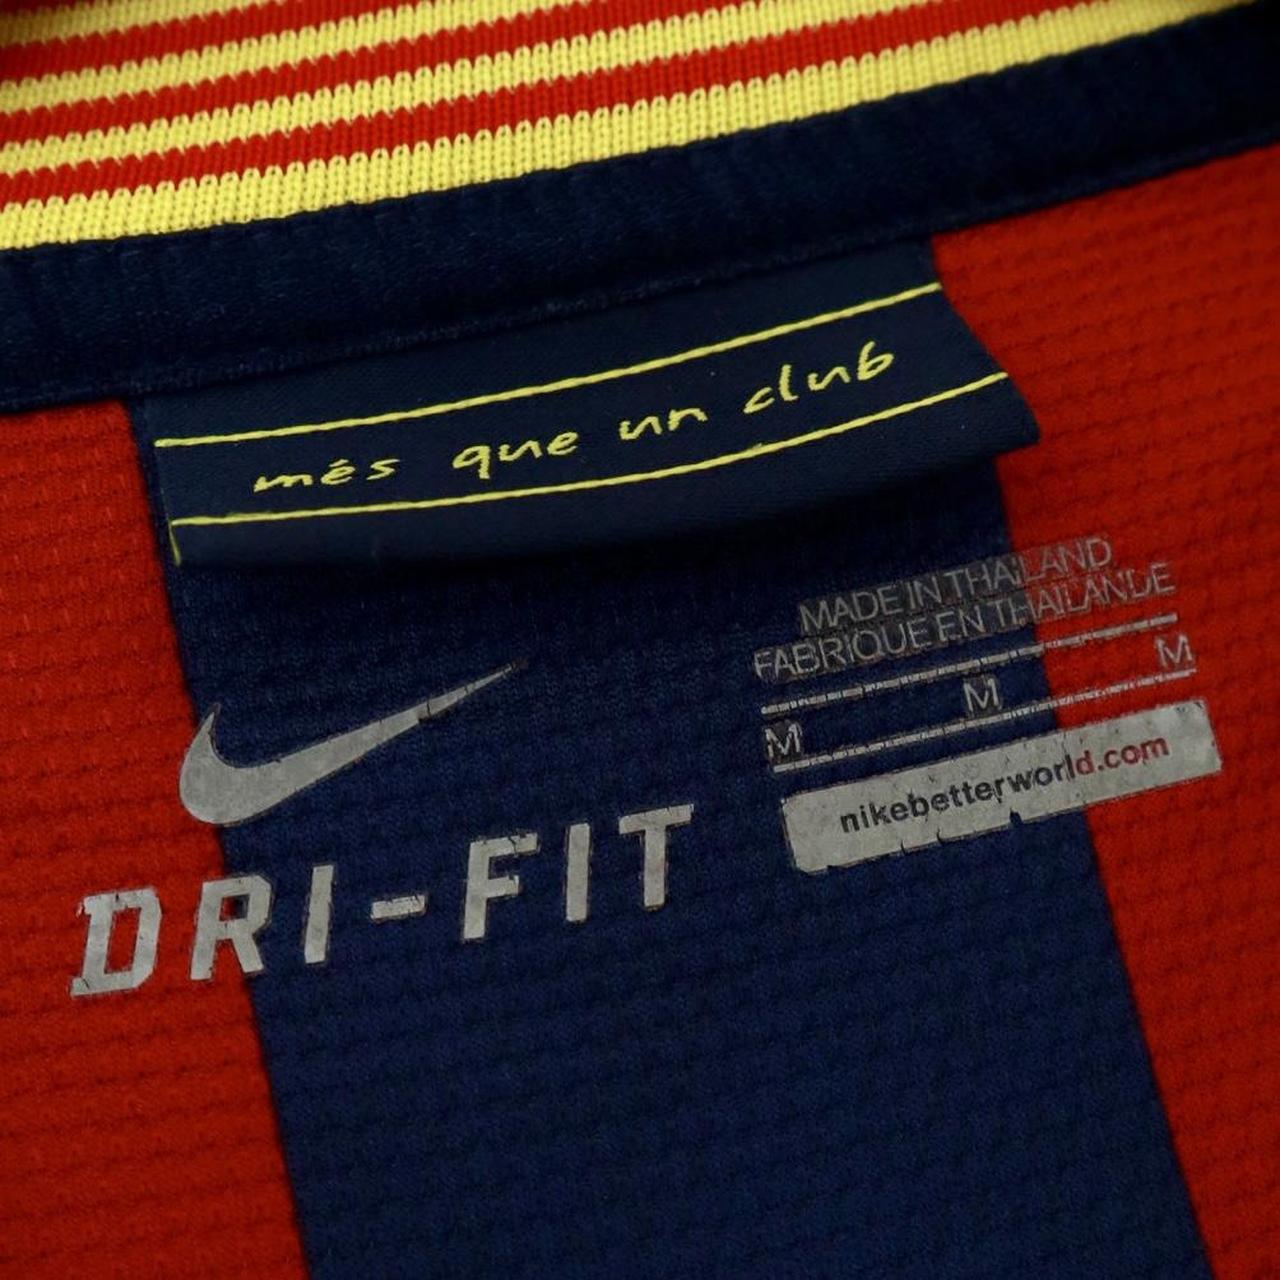 més que un club
MADE IN THAILAND
FABRIQUE EN THAILANDE
M M M
nikebetterworld.com
DRI-FIT